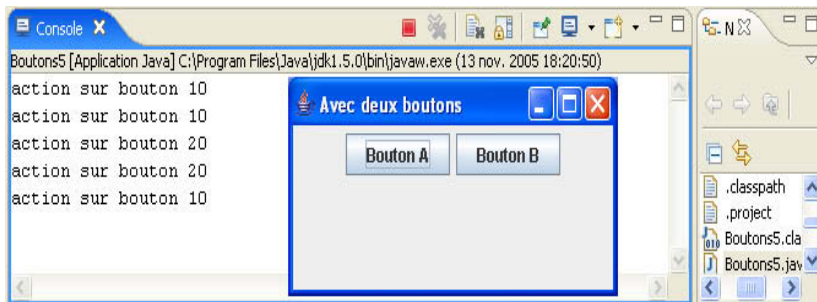 Console
N
Boutons5 [Application Java] C:\Program Files\Java\jdk1.5.0\bin\javaw.exe (13 nov. 2005 18:20:50)
action sur bouton 10
action sur bouton 10
action sur bouton 20
action sur bouton 20
action sur bouton 10
Avec deux boutons
Bouton A
Bouton B
.classpath
.project
Boutons5.cla
Boutons5.jav